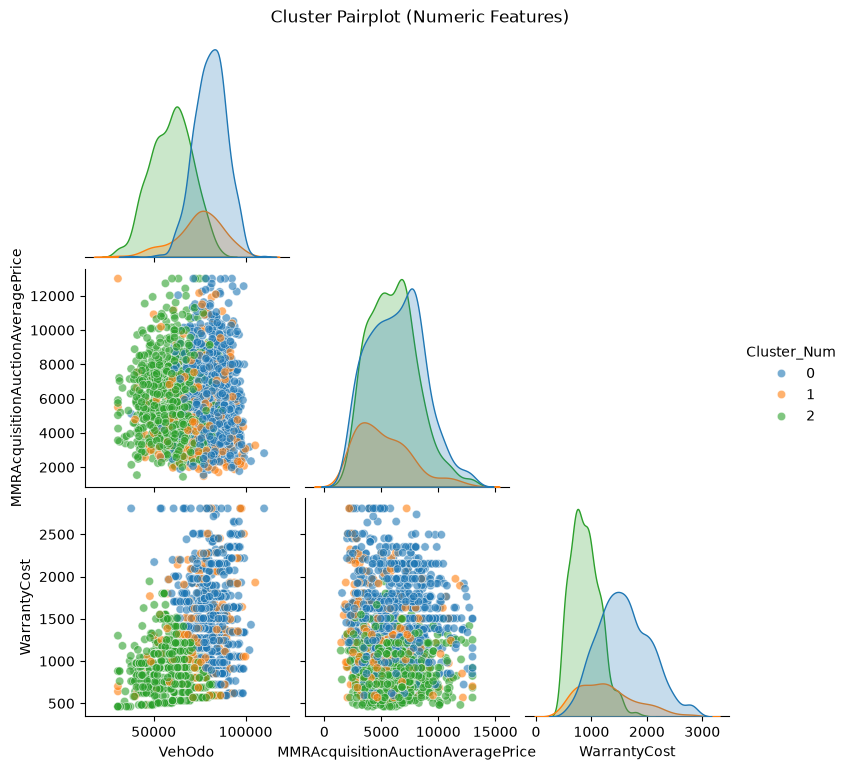 Cluster Pairplot (Numeric Features)
MMRAcquisitionAuctionAveragePrice
12000
10000
8000
6000
4000
2000
Cluster_Num
0
1
2
WarrantyCost
2500
2000
1500
1000
500
50000 100000
0 5000 10000 15000
0 1000 2000 3000
VehOdo MMRAcquisitionAuctionAveragePrice WarrantyCost